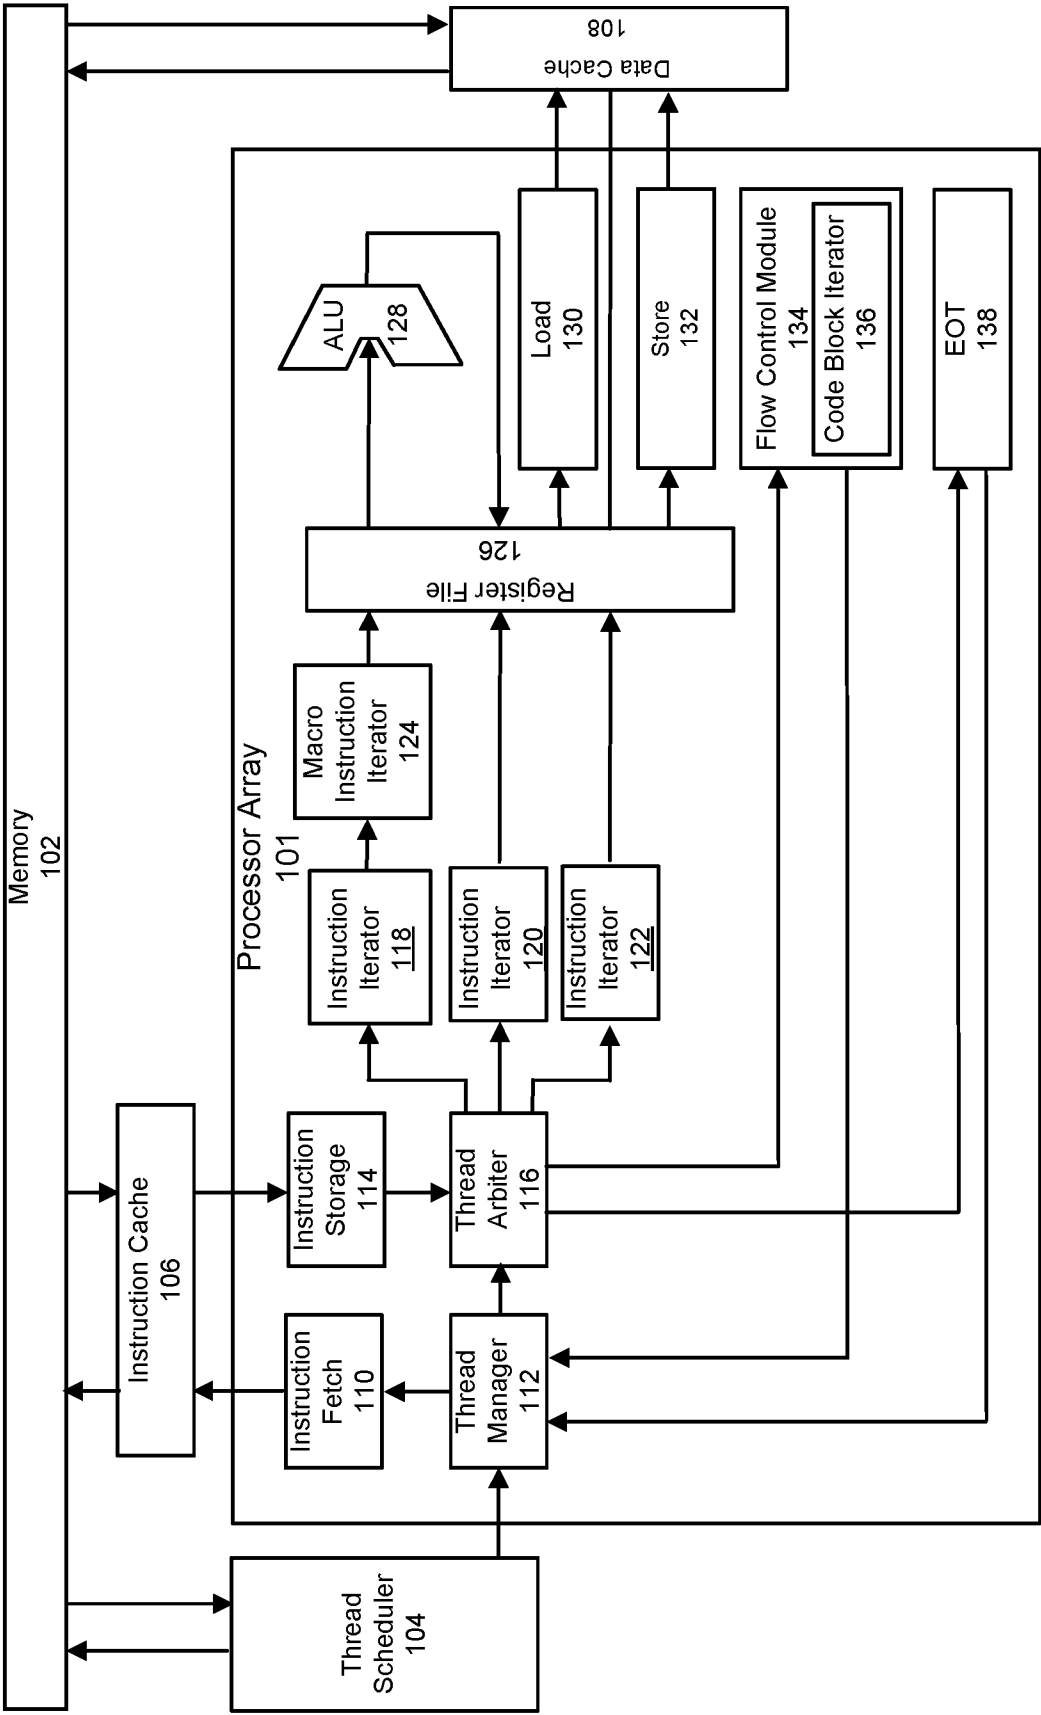 Memory
102
Thread
Scheduler
104
Instruction Cache
106
Data Cache
108
Processor Array
101
Instruction
Fetch
110
Thread
Manager
112
Instruction
Storage
114
Thread
Arbiter
116
Instruction
Iterator
118
Instruction
Iterator
120
Instruction
Iterator
122
Macro
Instruction
Iterator
124
Register File
126
ALU
128
Load
130
Store
132
Flow Control Module
134
Code Block Iterator
136
EOT
138